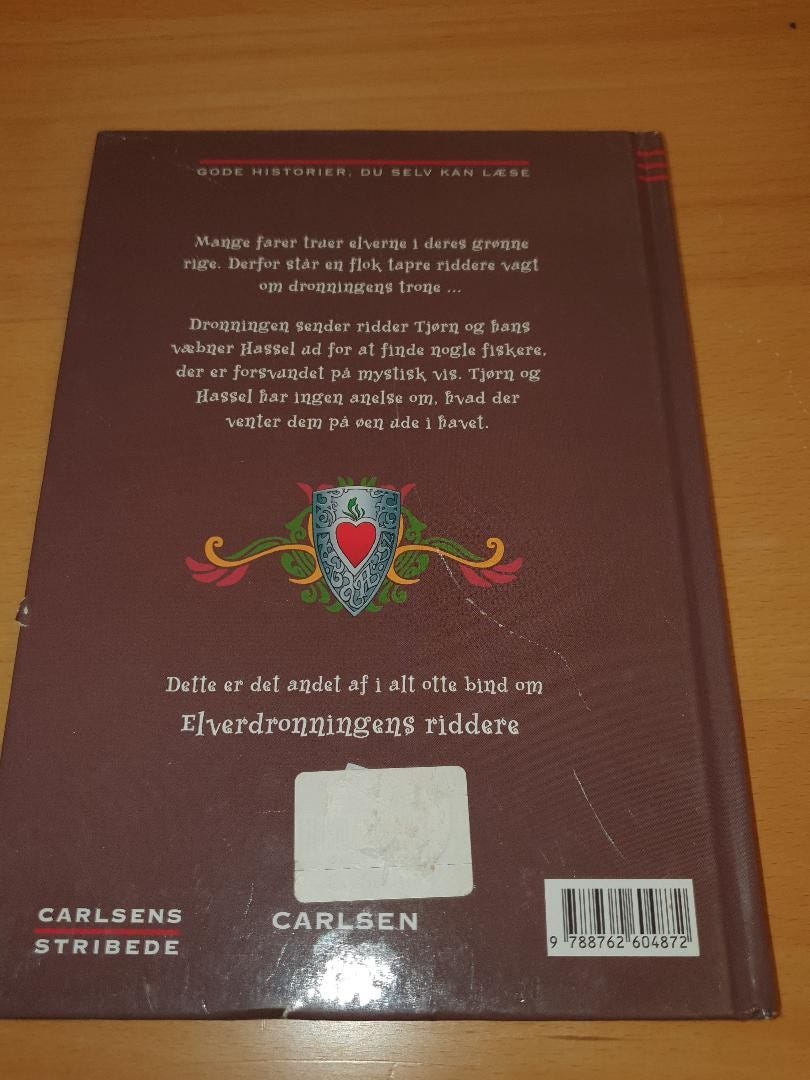 GODE HISTORIER, DU SELV KAN LÆSE
Mange farer truer elverne i deres grønne
rige. Derfor står en flok tapre riddere vagt
om dronningens trone ...
Dronningen sender ridder Tjørn og hans
væbner Hassel ud for at finde nogle fiskere,
der er forsvundet på mystisk vis. Tjørn og
Hassel har ingen anelse om, hvad der
venter dem på øen ude i havet.
Dette er det andet af i alt otte bind om
Elverdronningens riddere
CARLSENS
STRIBEDE
CARLSEN
9 788762 604872